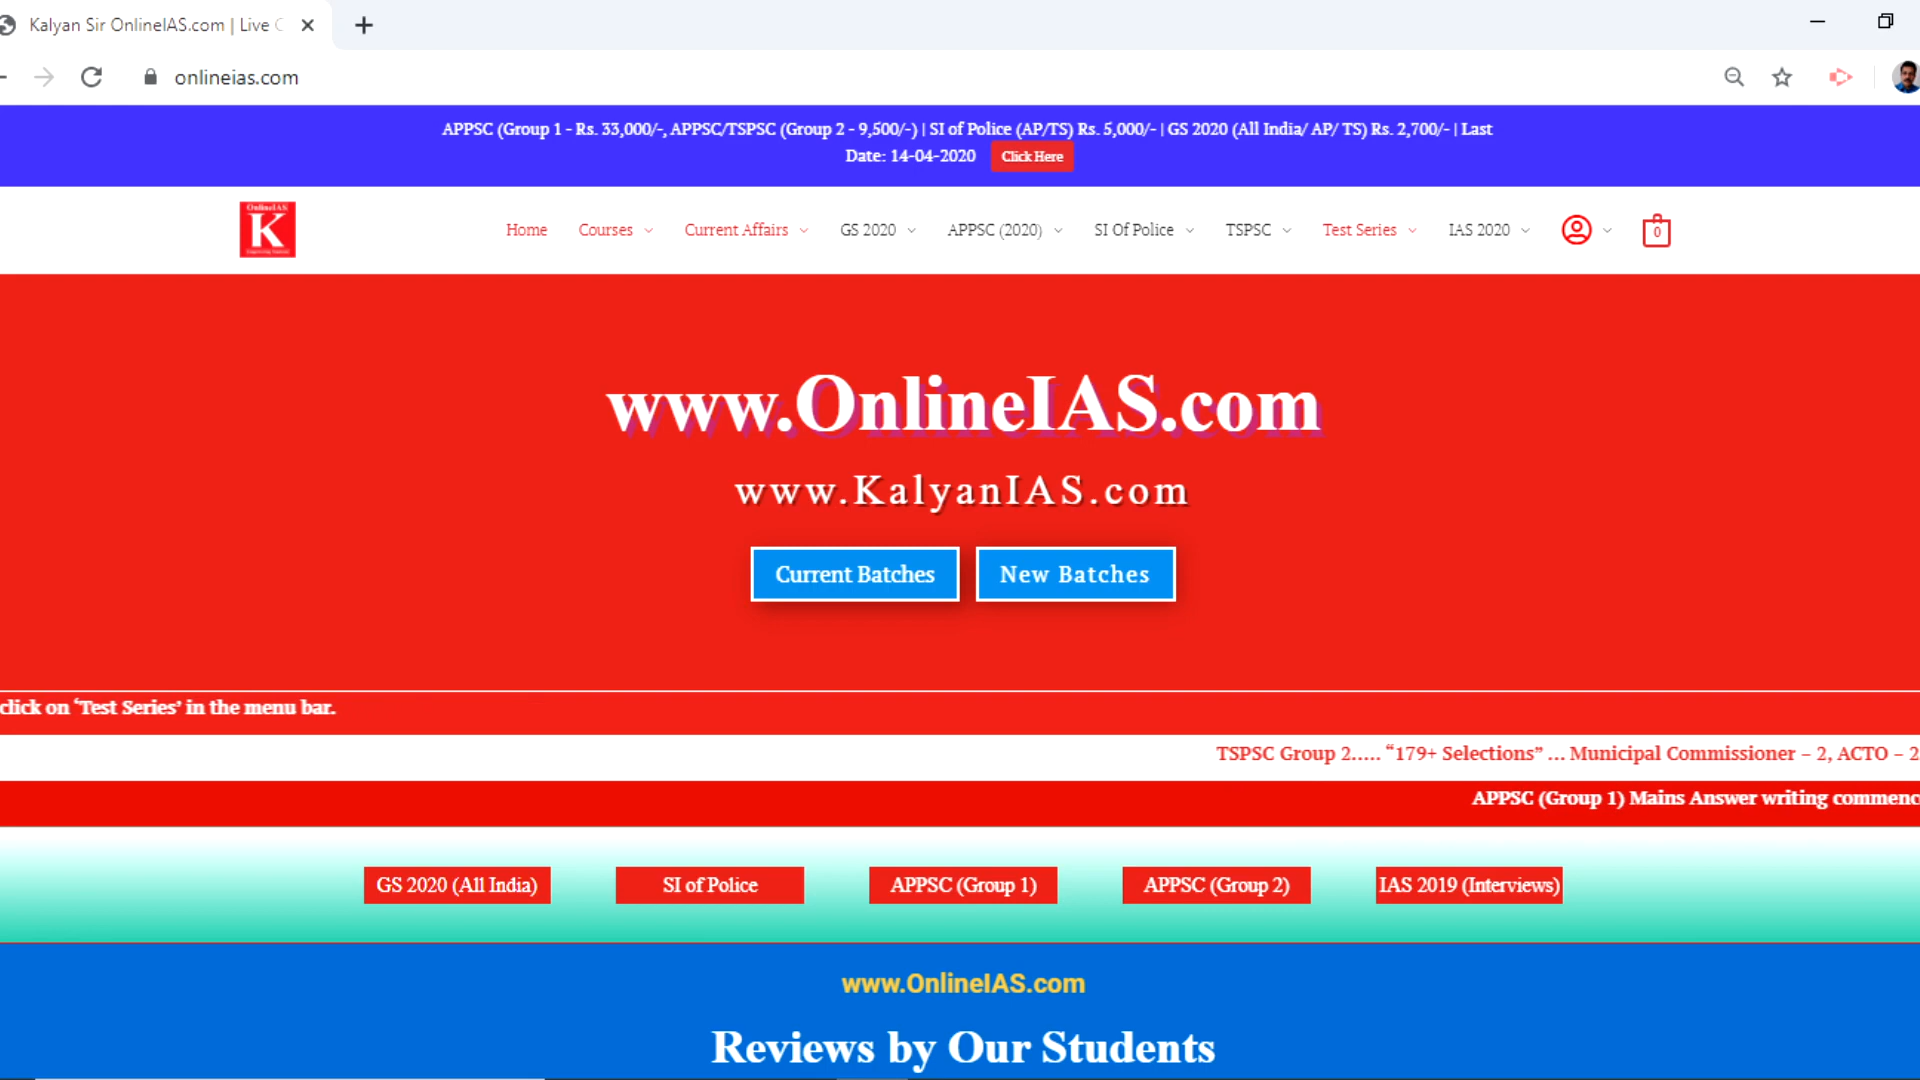 Kalyan Sir OnlineIAS.com | Live C
onlineias.com
APPSC (Group 1 - Rs. 33,000/-, APPSC/TSPSC (Group 2 - 9,500/-) | SI of Police (AP/TS) Rs. 5,000/- | GS 2020 (All India/ AP/ TS) Rs. 2,700/- | Last
Date: 14-04-2020 Click Here
OnlineIAS
K
Home Courses Current Affairs GS 2020 APPSC (2020) SI Of Police TSPSC Test Series IAS 2020 0
www.OnlineIAS.com
www.KalyanIAS.com
Current Batches New Batches
click on ‘Test Series’ in the menu bar.
TSPSC Group 2..... “179+ Selections” ... Municipal Commissioner – 2, ACTO – 2
APPSC (Group 1) Mains Answer writing commenc
GS 2020 (All India) SI of Police APPSC (Group 1) APPSC (Group 2) IAS 2019 (Interviews)
www.OnlineIAS.com
Reviews by Our Students